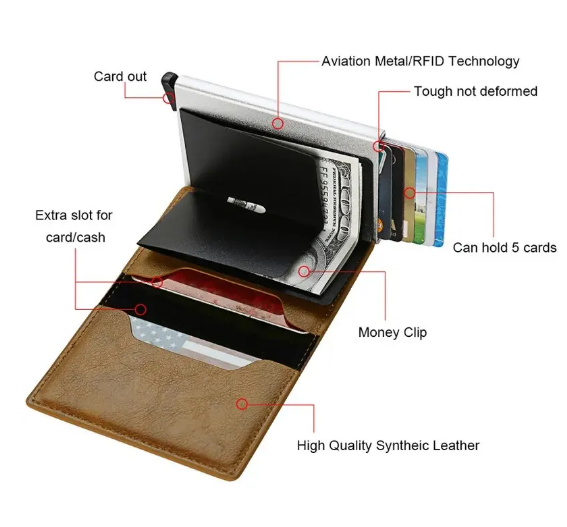 Aviation Metal/RFID Technology
Card out
Tough not deformed
Extra slot for
card/cash
Can hold 5 cards
Money Clip
High Quality Syntheic Leather